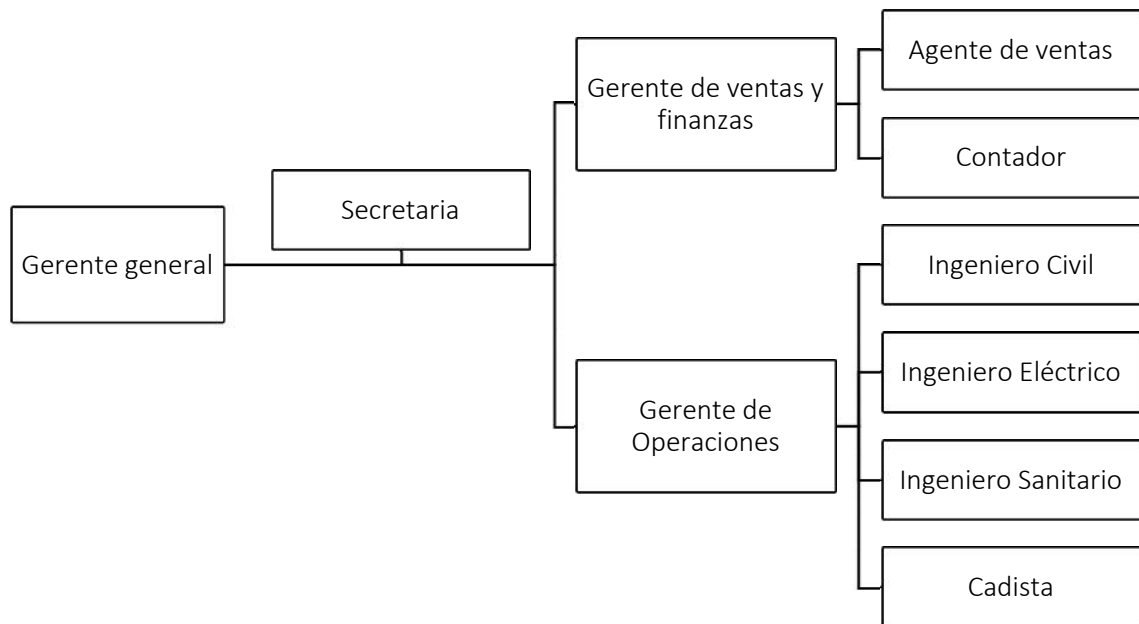 Gerente general
Secretaria
Gerente de ventas y
finanzas
Agente de ventas
Contador
Gerente de
Operaciones
Ingeniero Civil
Ingeniero Eléctrico
Ingeniero Sanitario
Cadista